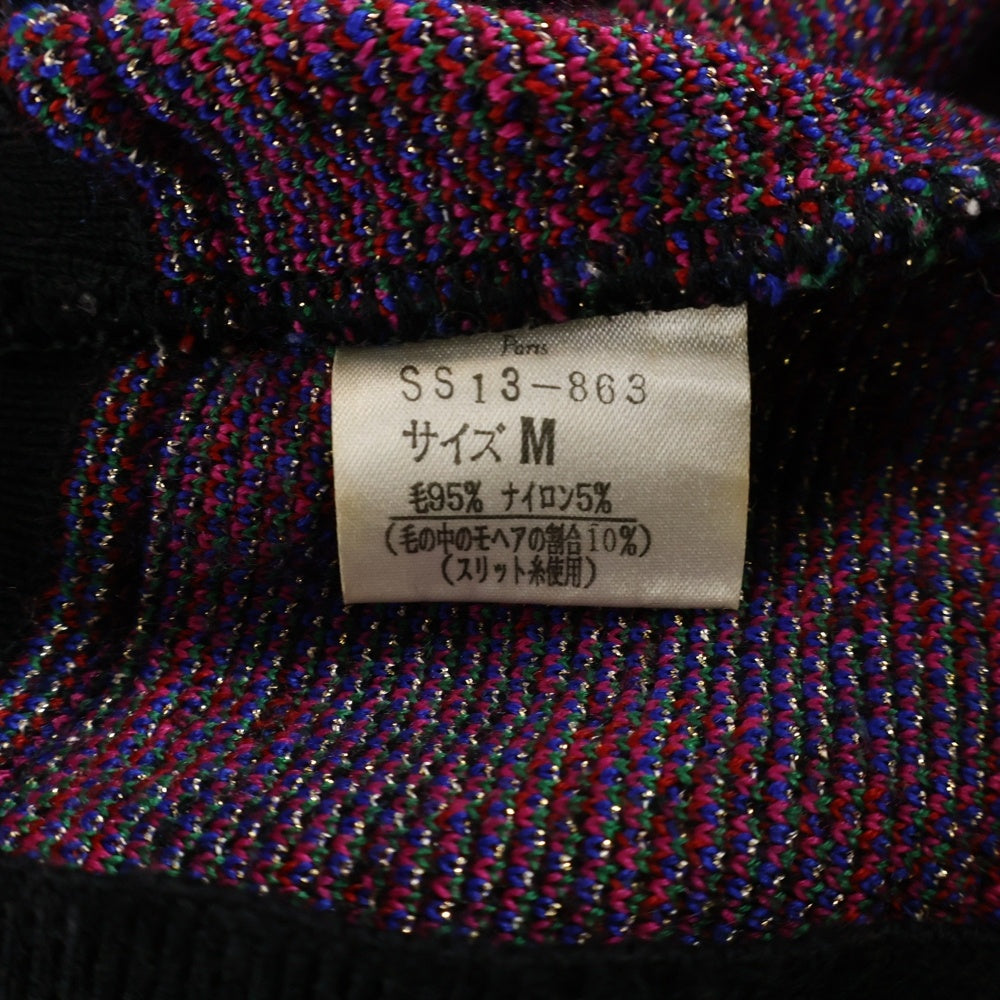 Paris
SS13-863
サイズ M
毛95% ナイロン5%
(毛の中のモヘアの割合10%)
(スリット糸使用)